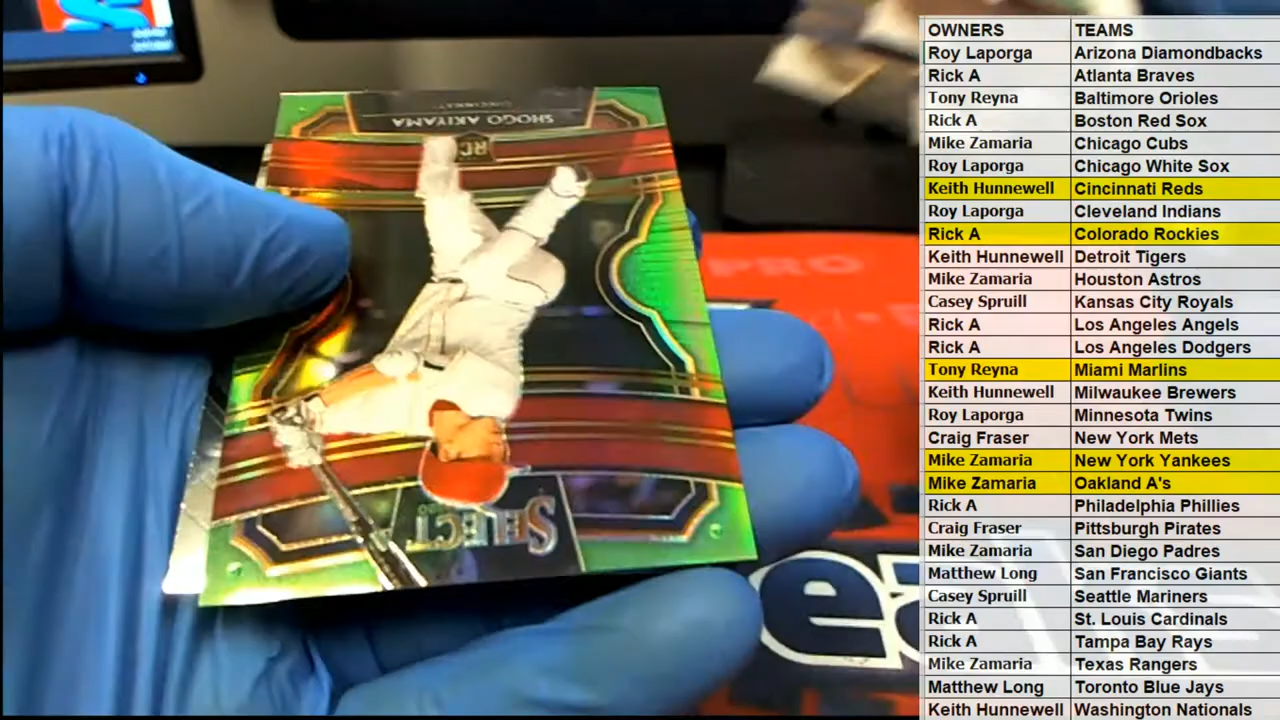 SHOGO AKIYAMA
CINCINNATI
RC
SELECT
PRO
e
OWNERS TEAMS
Roy Laporga Arizona Diamondbacks
Rick A Atlanta Braves
Tony Reyna Baltimore Orioles
Rick A Boston Red Sox
Mike Zamaria Chicago Cubs
Roy Laporga Chicago White Sox
Keith Hunnewell Cincinnati Reds
Roy Laporga Cleveland Indians
Rick A Colorado Rockies
Keith Hunnewell Detroit Tigers
Mike Zamaria Houston Astros
Casey Spruill Kansas City Royals
Rick A Los Angeles Angels
Rick A Los Angeles Dodgers
Tony Reyna Miami Marlins
Keith Hunnewell Milwaukee Brewers
Roy Laporga Minnesota Twins
Craig Fraser New York Mets
Mike Zamaria New York Yankees
Mike Zamaria Oakland A's
Rick A Philadelphia Phillies
Craig Fraser Pittsburgh Pirates
Mike Zamaria San Diego Padres
Matthew Long San Francisco Giants
Casey Spruill Seattle Mariners
Rick A St. Louis Cardinals
Rick A Tampa Bay Rays
Mike Zamaria Texas Rangers
Matthew Long Toronto Blue Jays
Keith Hunnewell Washington Nationals